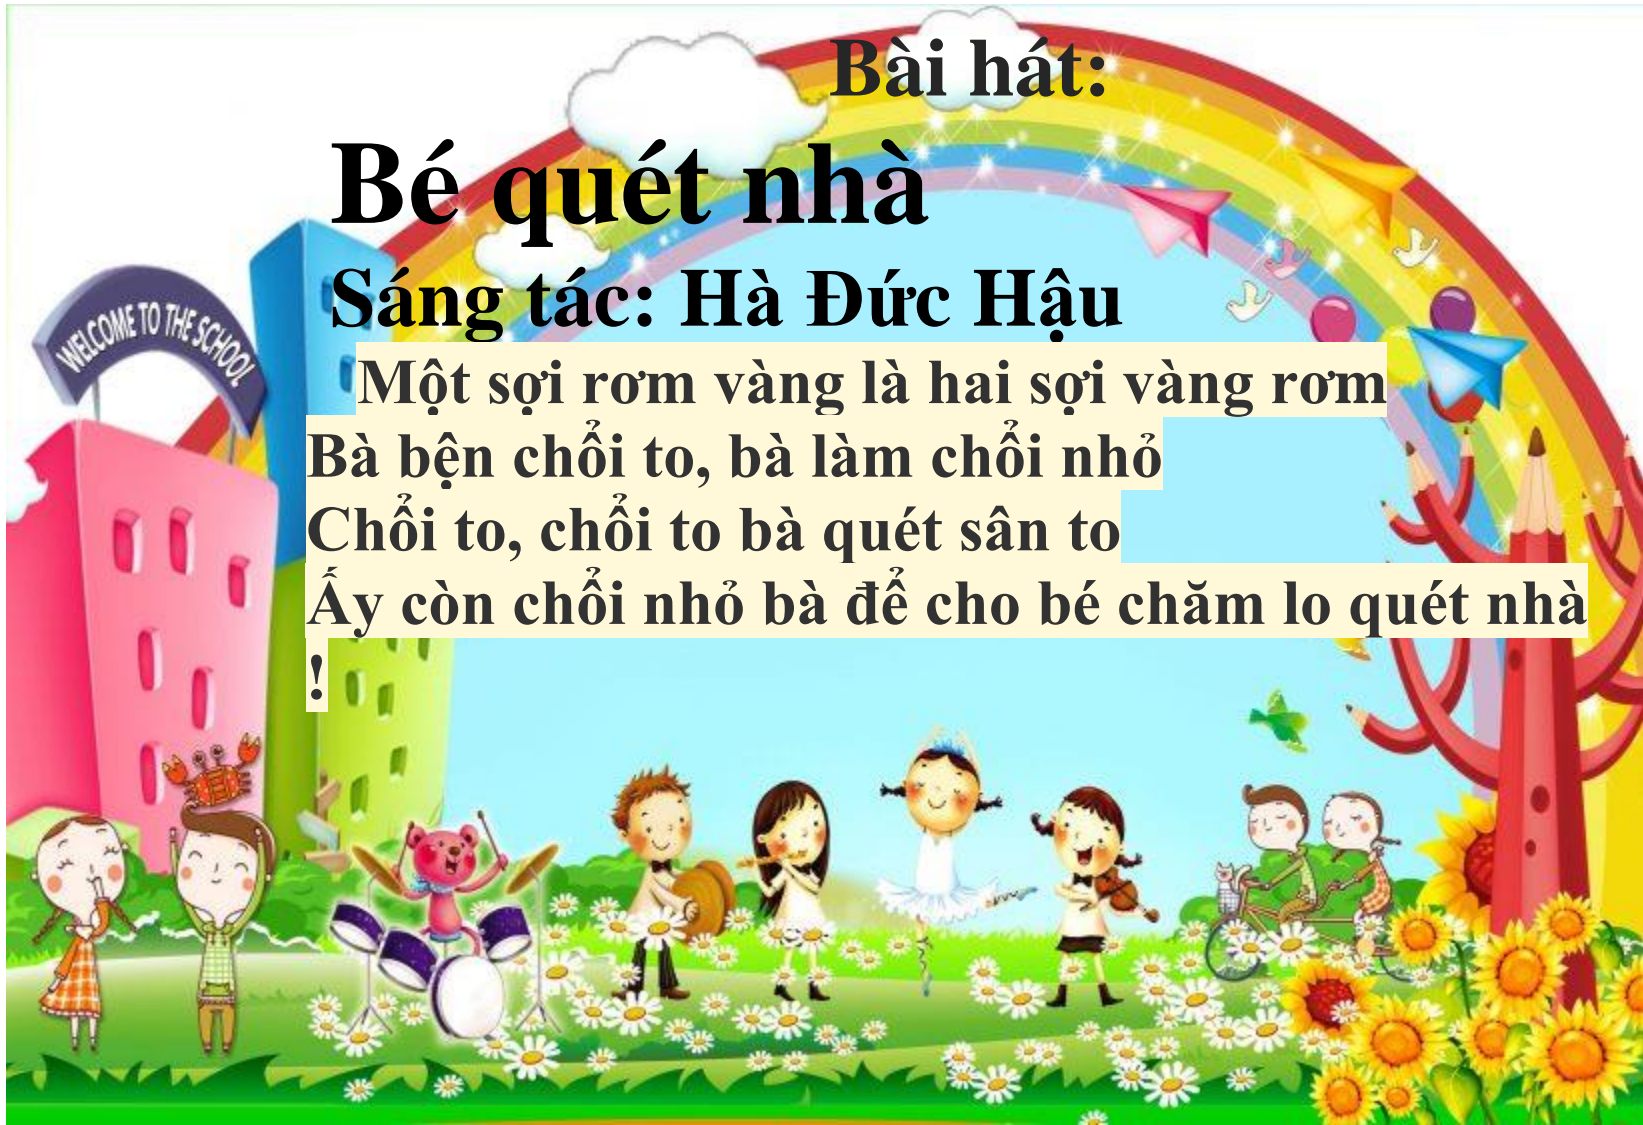 Bài hát:
Bé quét nhà
Sáng tác: Hà Đức Hậu
WELCOME TO THE SCHOOL
Một sợi rơm vàng là hai sợi vàng rơm
Bà bện chổi to, bà làm chổi nhỏ
Chổi to, chổi to bà quét sân to
Ấy còn chổi nhỏ bà để cho bé chăm lo quét nhà
!